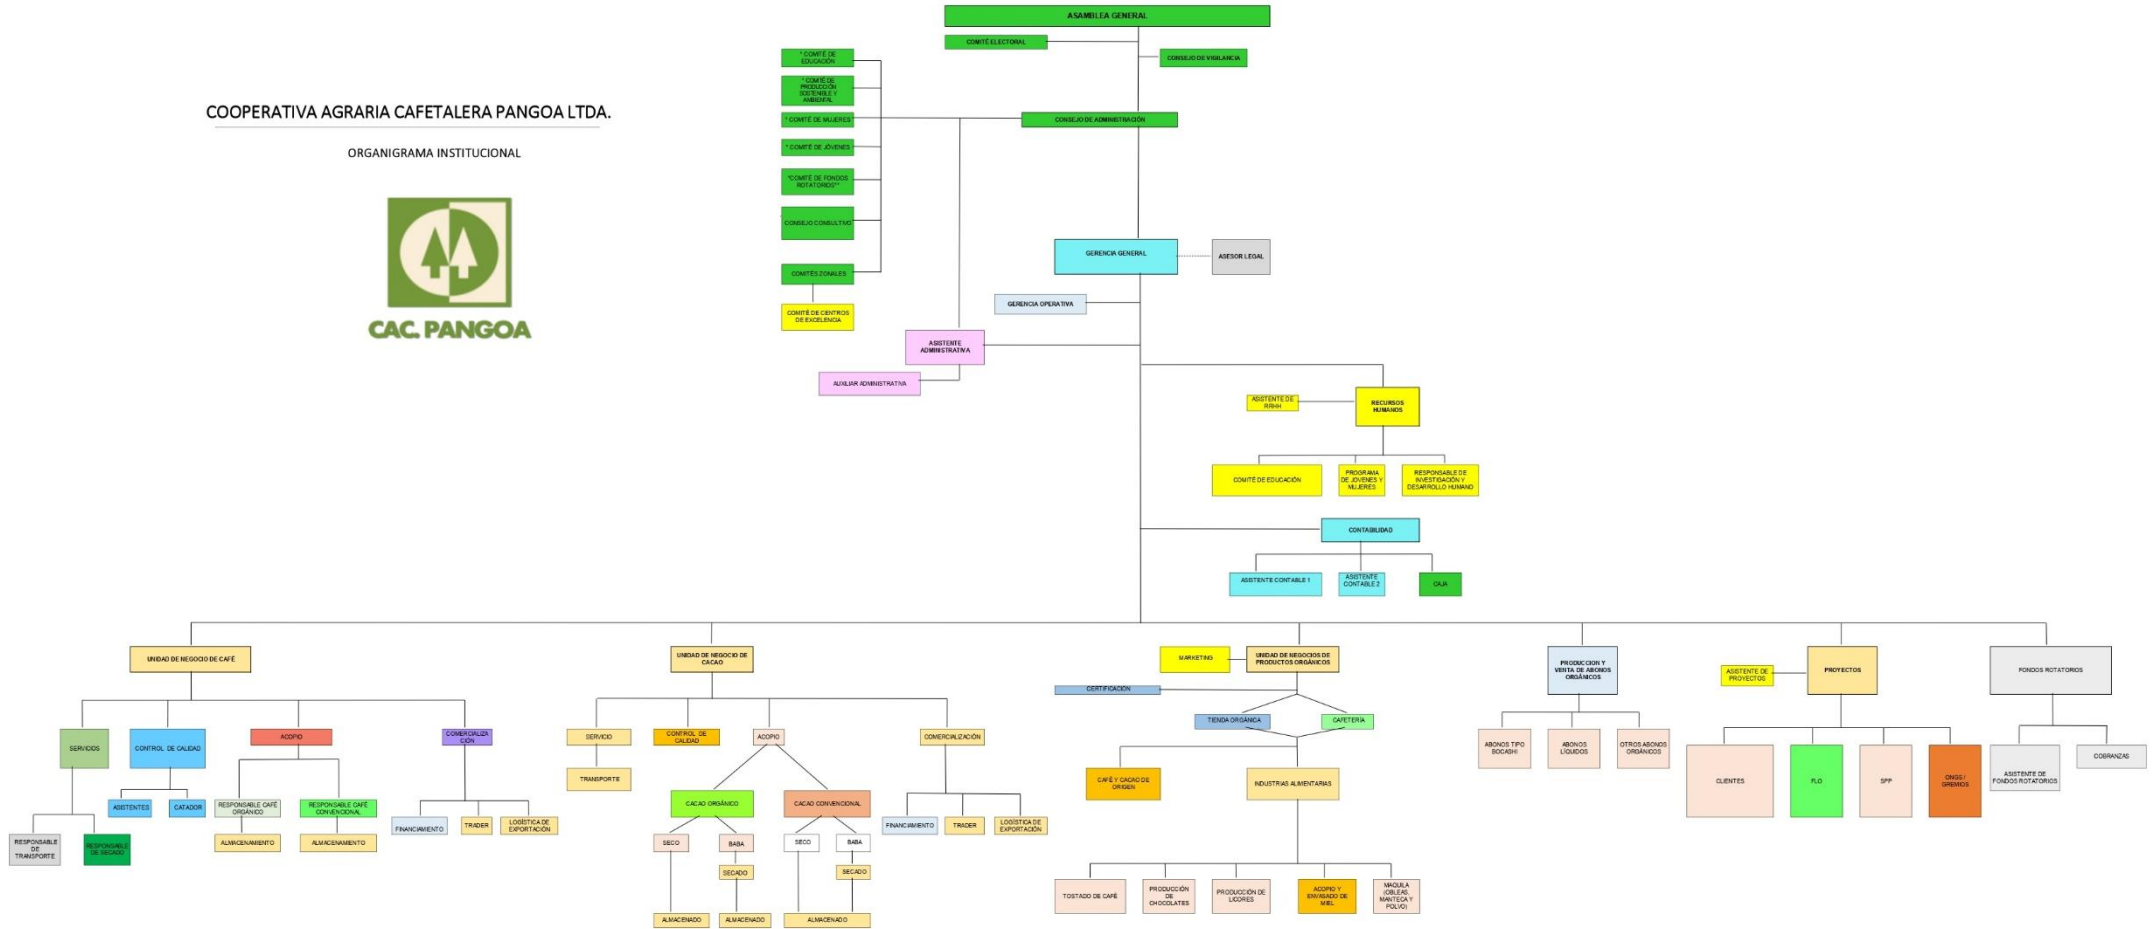 ASAMBLEA GENERAL
COMITÉ ELECTORAL
CONSEJO DE VIGILANCIA
* COMITÉ DE
EDUCACIÓN
* COMITÉ DE
PRODUCCIÓN
SOSTENIBLE Y
AMBIENTAL
* COMITÉ DE MUJERES
CONSEJO DE ADMINISTRACIÓN
* COMITÉ DE JÓVENES
*COMITÉ DE FONDOS
ROTATORIOS**
CONSEJO CONSULTIVO
COMITÉS ZONALES
COMITÉ DE CENTROS
DE EXCELENCIA
COOPERATIVA AGRARIA CAFETALERA PANGOA LTDA.
ORGANIGRAMA INSTITUCIONAL
CAC. PANGOA
GERENCIA GENERAL
ASESOR LEGAL
GERENCIA OPERATIVA
ASISTENTE
ADMINISTRATIVA
AUXILIAR ADMINISTRATIVA
ASISTENTE DE
RRHH
RECURSOS
HUMANOS
COMITÉ DE EDUCACIÓN
PROGRAMA
DE JOVENES Y
MUJERES
RESPONSABLE DE
INVESTIGACIÓN Y
DESARROLLO HUMANO
CONTABILIDAD
ASISTENTE CONTABLE 1
ASISTENTE
CONTABLE 2
CAJA
UNIDAD DE NEGOCIO DE CAFÉ
SERVICIOS
CONTROL DE CALIDAD
ACOPIO
COMERCIALIZA
CIÓN
ASISTENTES
CATADOR
RESPONSABLE CAFÉ
ORGÁNICO
RESPONSABLE CAFÉ
CONVENCIONAL
FINANCIAMIENTO
TRADER
LOGÍSTICA DE
EXPORTACIÓN
RESPONSABLE
DE
TRANSPORTE
RESPONSABLE
DE SECADO
ALMACENAMIENTO
ALMACENAMIENTO
UNIDAD DE NEGOCIO DE
CACAO
SERVICIO
CONTROL DE
CALIDAD
ACOPIO
COMERCIALIZACIÓN
TRANSPORTE
CACAO ORGÁNICO
CACAO CONVENCIONAL
FINANCIAMIENTO
TRADER
LOGÍSTICA DE
EXPORTACIÓN
SECO
BABA
SECO
BABA
SECADO
SECADO
ALMACENADO
ALMACENADO
ALMACENADO
MARKETING
UNIDAD DE NEGOCIOS DE
PRODUCTOS ORGÁNICOS
CERTIFICACIÓN
TIENDA ORGÁNICA
CAFETERÍA
CAFÉ Y CACAO DE
ORIGEN
INDUSTRIAS ALIMENTARIAS
TOSTADO DE CAFÉ
PRODUCCIÓN
DE
CHOCOLATES
PRODUCCIÓN DE
LICORES
ACOPIO Y
ENVASADO DE
MIEL
MAQUILA
(OBLEAS,
MANTECA Y
POLVO)
PRODUCCION Y
VENTA DE ABONOS
ORGÁNICOS
ABONOS TIPO
BOCASHI
ABONOS
LÍQUIDOS
OTROS ABONOS
ORGÁNICOS
ASISTENTE DE
PROYECTOS
PROYECTOS
CLIENTES
FLO
SPP
ONGS /
GREMIOS
FONDOS ROTATORIOS
ASISTENTE DE
FONDOS ROTATORIOS
COBRANZAS